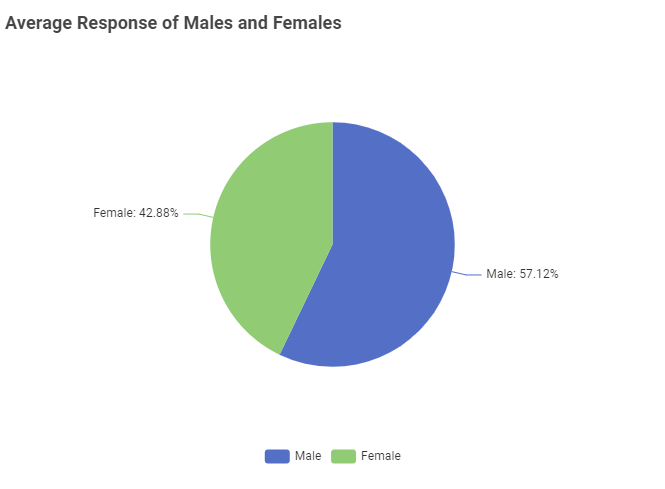 Average Response of Males and Females
Female: 42.88%
Male: 57.12%
Male
Female